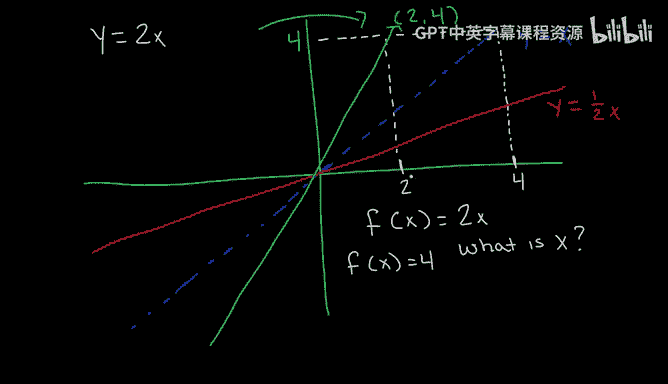 y = 2x
(2,4)
4
GPT中英字幕课程资源 bilibili
y = 1/2 x
2
4
f(x) = 2x
f(x) = 4 what is x?